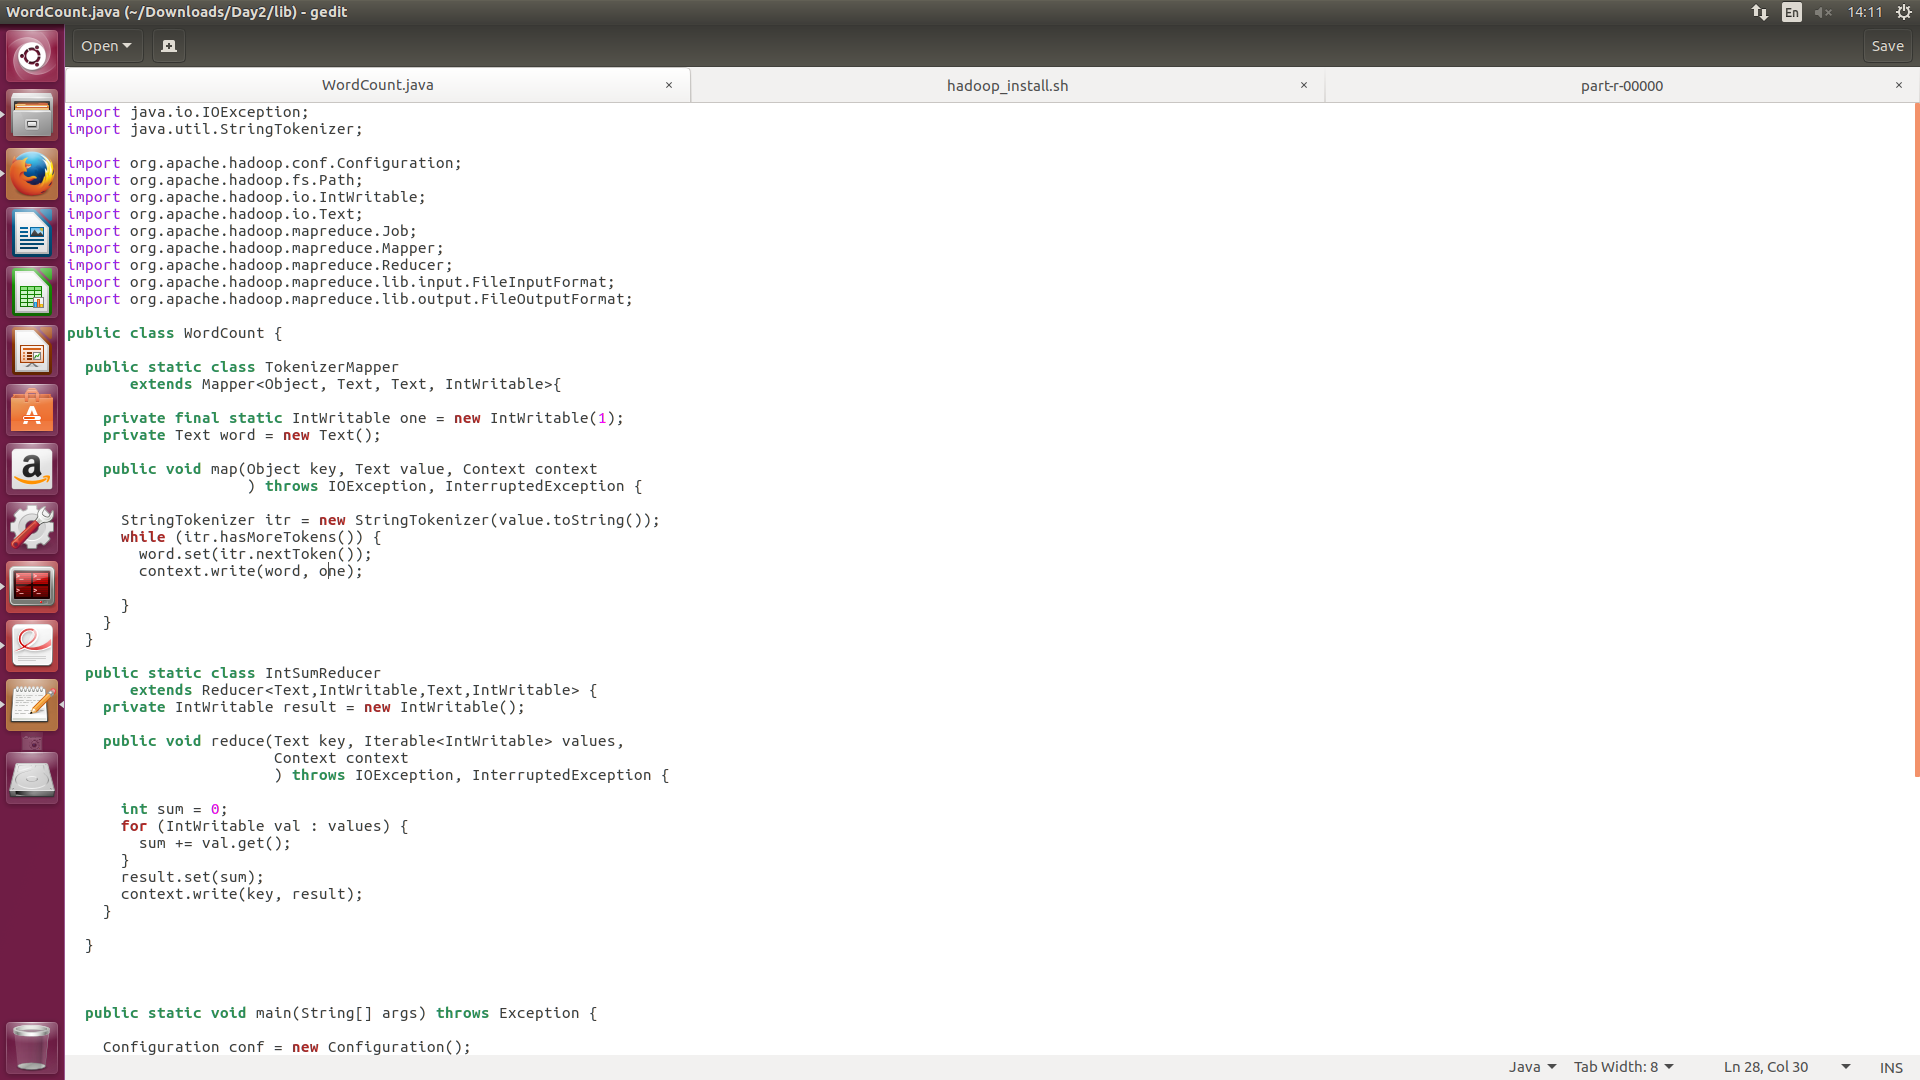 WordCount.java (~/Downloads/Day2/lib) - gedit
En
14:11
Open
Save
WordCount.java ×
hadoop_install.sh ×
part-r-00000 ×
import java.io.IOException;
import java.util.StringTokenizer;
import org.apache.hadoop.conf.Configuration;
import org.apache.hadoop.fs.Path;
import org.apache.hadoop.io.IntWritable;
import org.apache.hadoop.io.Text;
import org.apache.hadoop.mapreduce.Job;
import org.apache.hadoop.mapreduce.Mapper;
import org.apache.hadoop.mapreduce.Reducer;
import org.apache.hadoop.mapreduce.lib.input.FileInputFormat;
import org.apache.hadoop.mapreduce.lib.output.FileOutputFormat;
public class WordCount {
public static class TokenizerMapper
extends Mapper<Object, Text, Text, IntWritable>{
private final static IntWritable one = new IntWritable(1);
private Text word = new Text();
public void map(Object key, Text value, Context context
) throws IOException, InterruptedException {
StringTokenizer itr = new StringTokenizer(value.toString());
while (itr.hasMoreTokens()) {
word.set(itr.nextToken());
context.write(word, one);
}
}
}
public static class IntSumReducer
extends Reducer<Text,IntWritable,Text,IntWritable> {
private IntWritable result = new IntWritable();
public void reduce(Text key, Iterable<IntWritable> values,
Context context
) throws IOException, InterruptedException {
int sum = 0;
for (IntWritable val : values) {
sum += val.get();
}
result.set(sum);
context.write(key, result);
}
}
public static void main(String[] args) throws Exception {
Configuration conf = new Configuration();
Java
Tab Width: 8
Ln 28, Col 30
INS